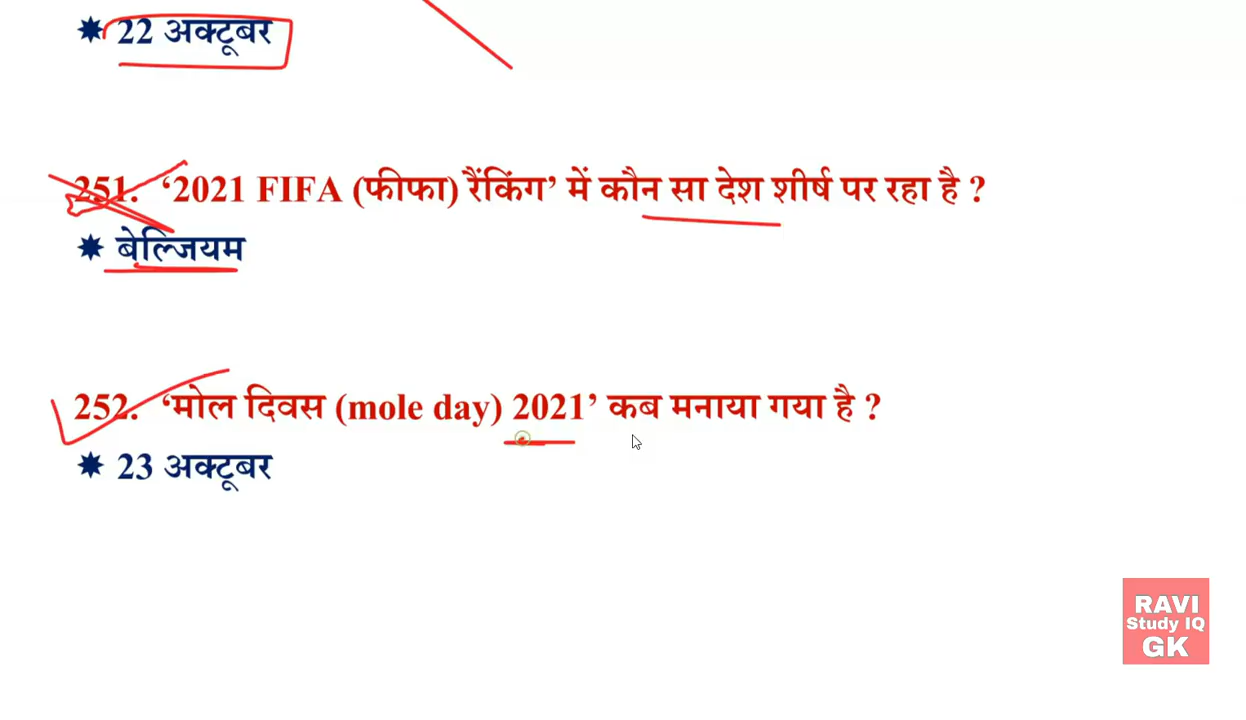 ✷ 22 अक्टूबर
251. ‘2021 FIFA (फीफा) रैंकिंग’ में कौन सा देश शीर्ष पर रहा है ?
✷ बेल्जियम
252. ‘मोल दिवस (mole day) 2021’ कब मनाया गया है ?
✷ 23 अक्टूबर
RAVI
Study IQ
GK